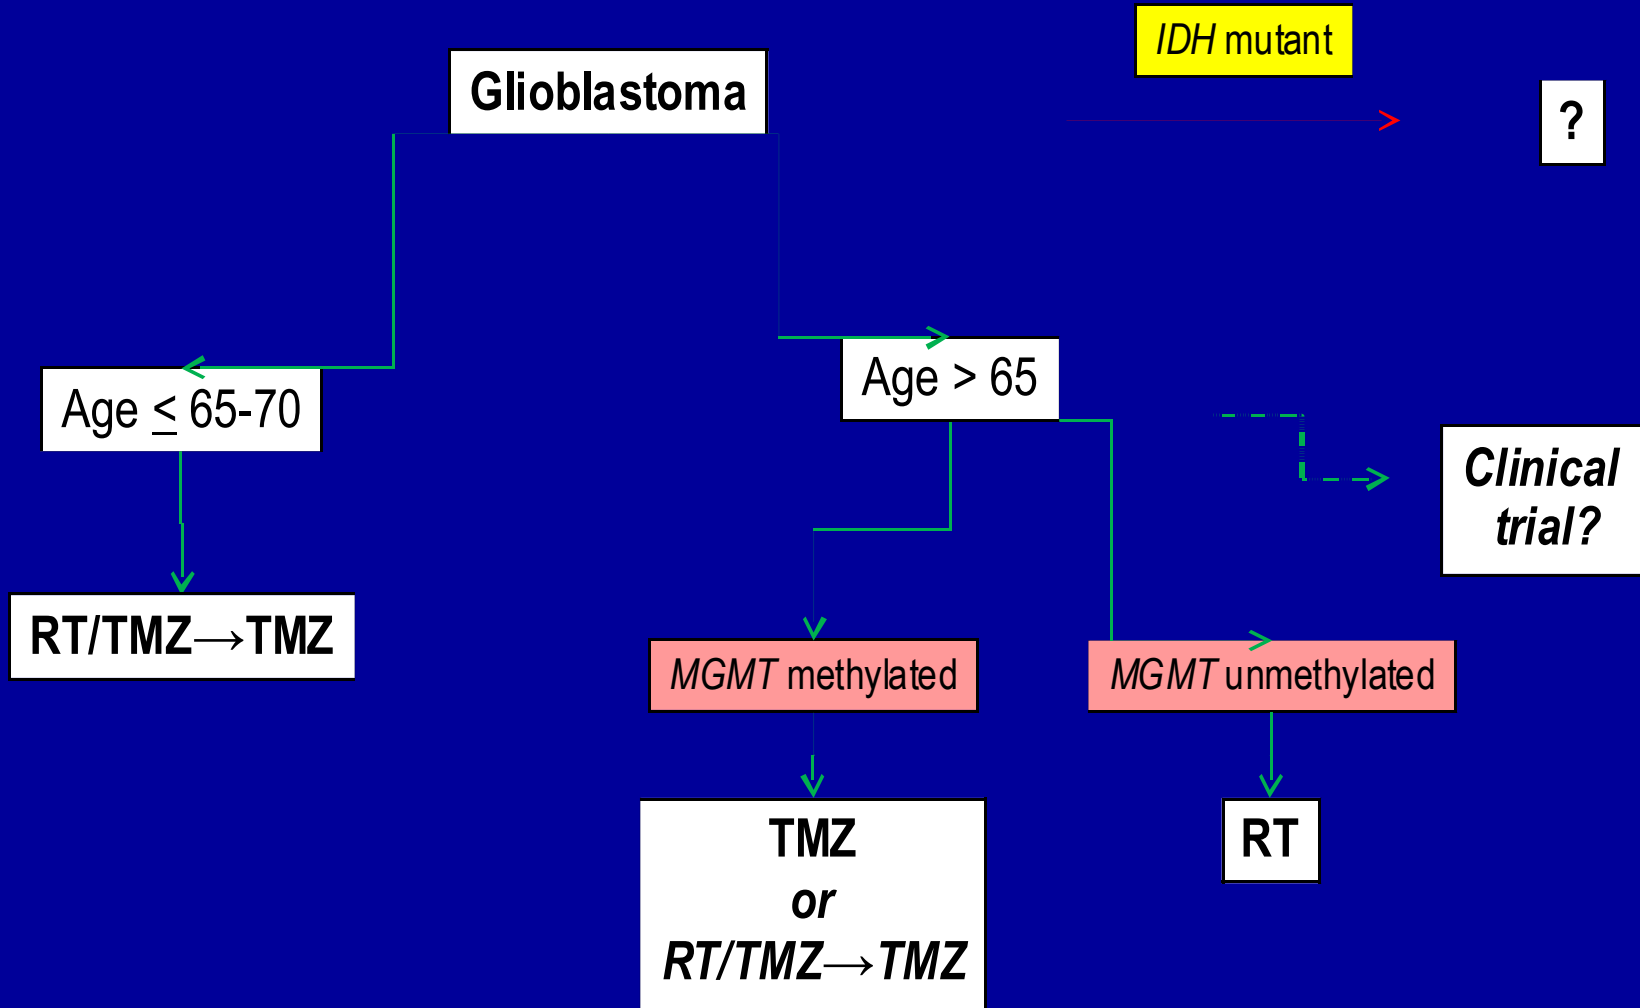 IDH mutant
Glioblastoma
?
Age > 65
Age ≤ 65-70
Clinical
trial?
RT/TMZ→TMZ
MGMT methylated
MGMT unmethylated
TMZ
or
RT/TMZ→TMZ
RT